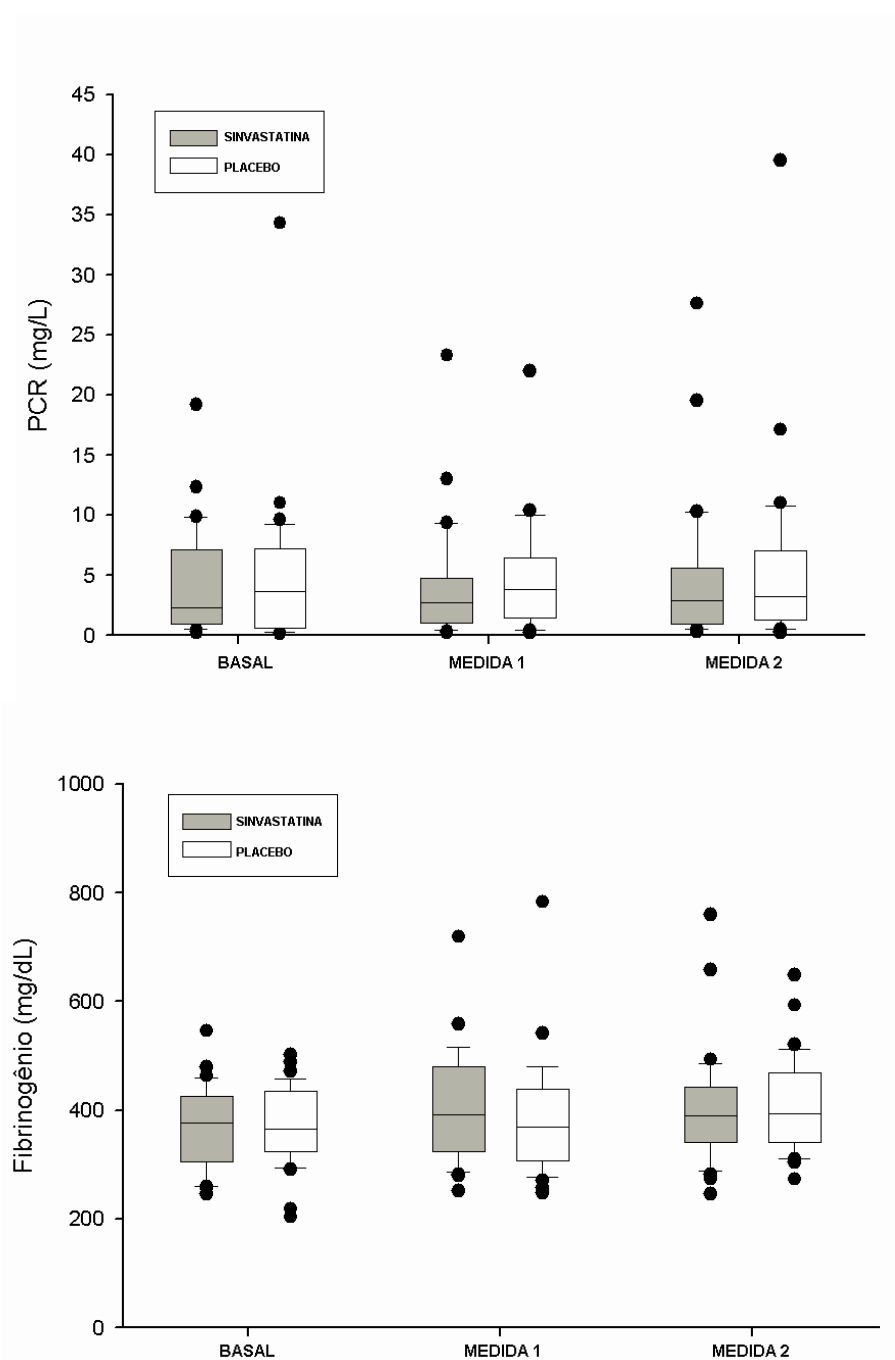 45
40
35
30
25
20
15
10
5
0
PCR (mg/L)
SINVASTATINA
PLACEBO
BASAL MEDIDA 1 MEDIDA 2
1000
800
600
400
200
0
Fibrinogênio (mg/dL)
SINVASTATINA
PLACEBO
BASAL MEDIDA 1 MEDIDA 2